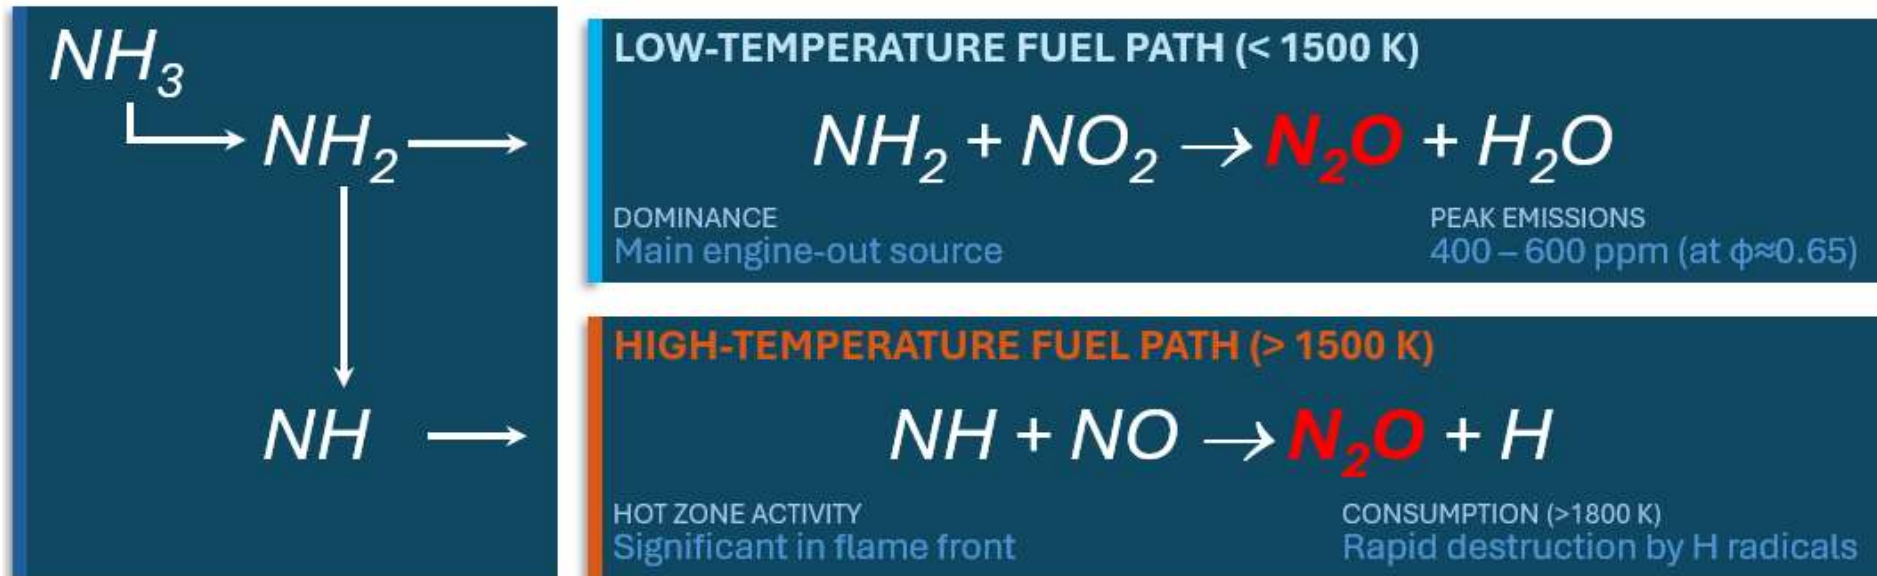 NH₃
NH₂
NH
LOW-TEMPERATURE FUEL PATH (< 1500 K)
NH₂ + NO₂ → N₂O + H₂O
DOMINANCE
Main engine-out source
PEAK EMISSIONS
400 – 600 ppm (at ϕ≈0.65)
HIGH-TEMPERATURE FUEL PATH (> 1500 K)
NH + NO → N₂O + H
HOT ZONE ACTIVITY
Significant in flame front
CONSUMPTION (>1800 K)
Rapid destruction by H radicals